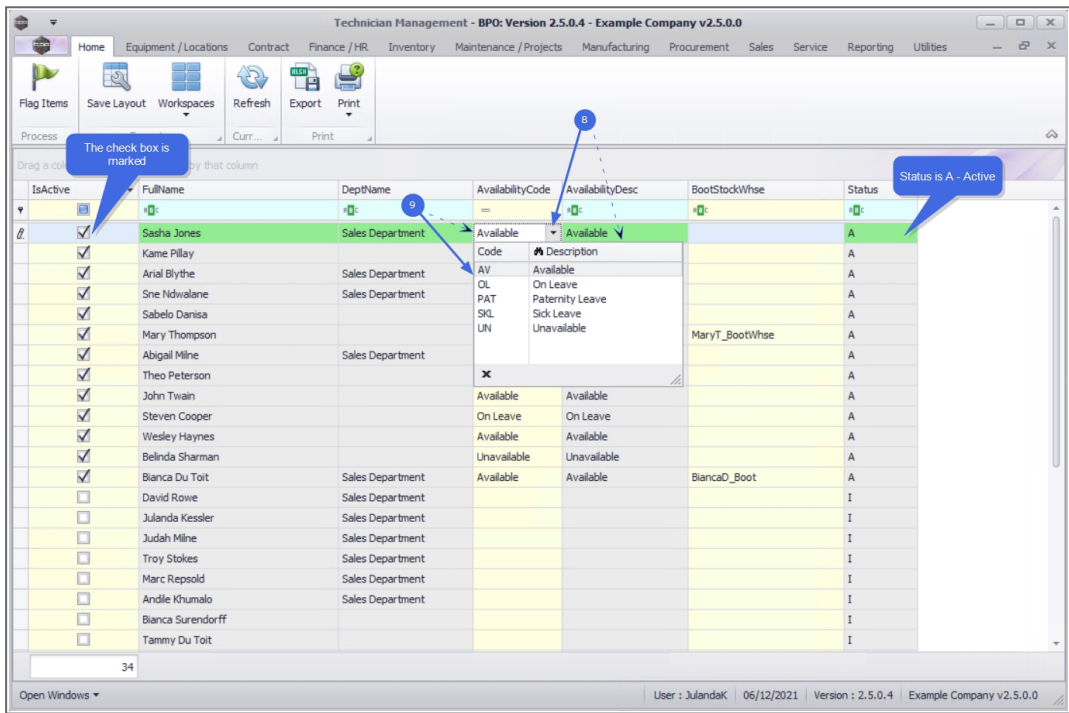 Technician Management - BPO: Version 2.5.0.4 - Example Company v2.5.0.0
Home Equipment / Locations Contract Finance / HR Inventory Maintenance / Projects Manufacturing Procurement Sales Service Reporting Utilities
Flag Items Save Layout Workspaces Refresh Export Print
Process Curr... Print
8
The check box is
marked
Drag a by that column
Status is A - Active
IsActive FullName DeptName AvailabilityCode AvailabilityDesc BootStockWhse Status
9
=
Sasha Jones Sales Department Available Available A
Kame Pillay A
Arial Blythe Sales Department A
Sne Ndwalane Sales Department A
Sabelo Danisa A
Mary Thompson MaryT_BootWhse A
Abigail Milne Sales Department A
Theo Peterson A
Code Description
AV Available
OL On Leave
PAT Paternity Leave
SKL Sick Leave
UN Unavailable
John Twain Available Available A
Steven Cooper On Leave On Leave A
Wesley Haynes Available Available A
Belinda Sharman Unavailable Unavailable A
Bianca Du Toit Sales Department Available Available BiancaD_Boot A
David Rowe Sales Department I
Julanda Kessler Sales Department I
Judah Milne Sales Department I
Troy Stokes Sales Department I
Marc Repsold Sales Department I
Andile Khumalo Sales Department I
Bianca Surendorff I
Tammy Du Toit I
34
Open Windows User : JulandaK 06/12/2021 Version : 2.5.0.4 Example Company v2.5.0.0